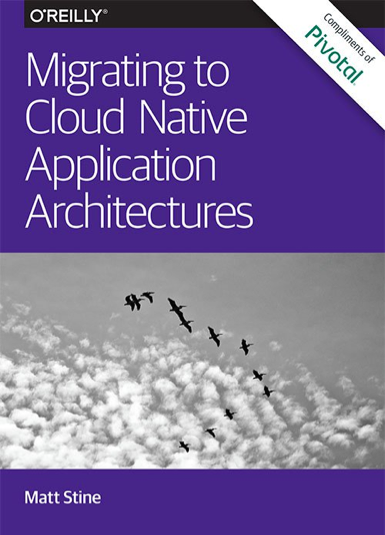 O'REILLY®
Compliments of
Pivotal.
Migrating to
Cloud Native
Application
Architectures
Matt Stine